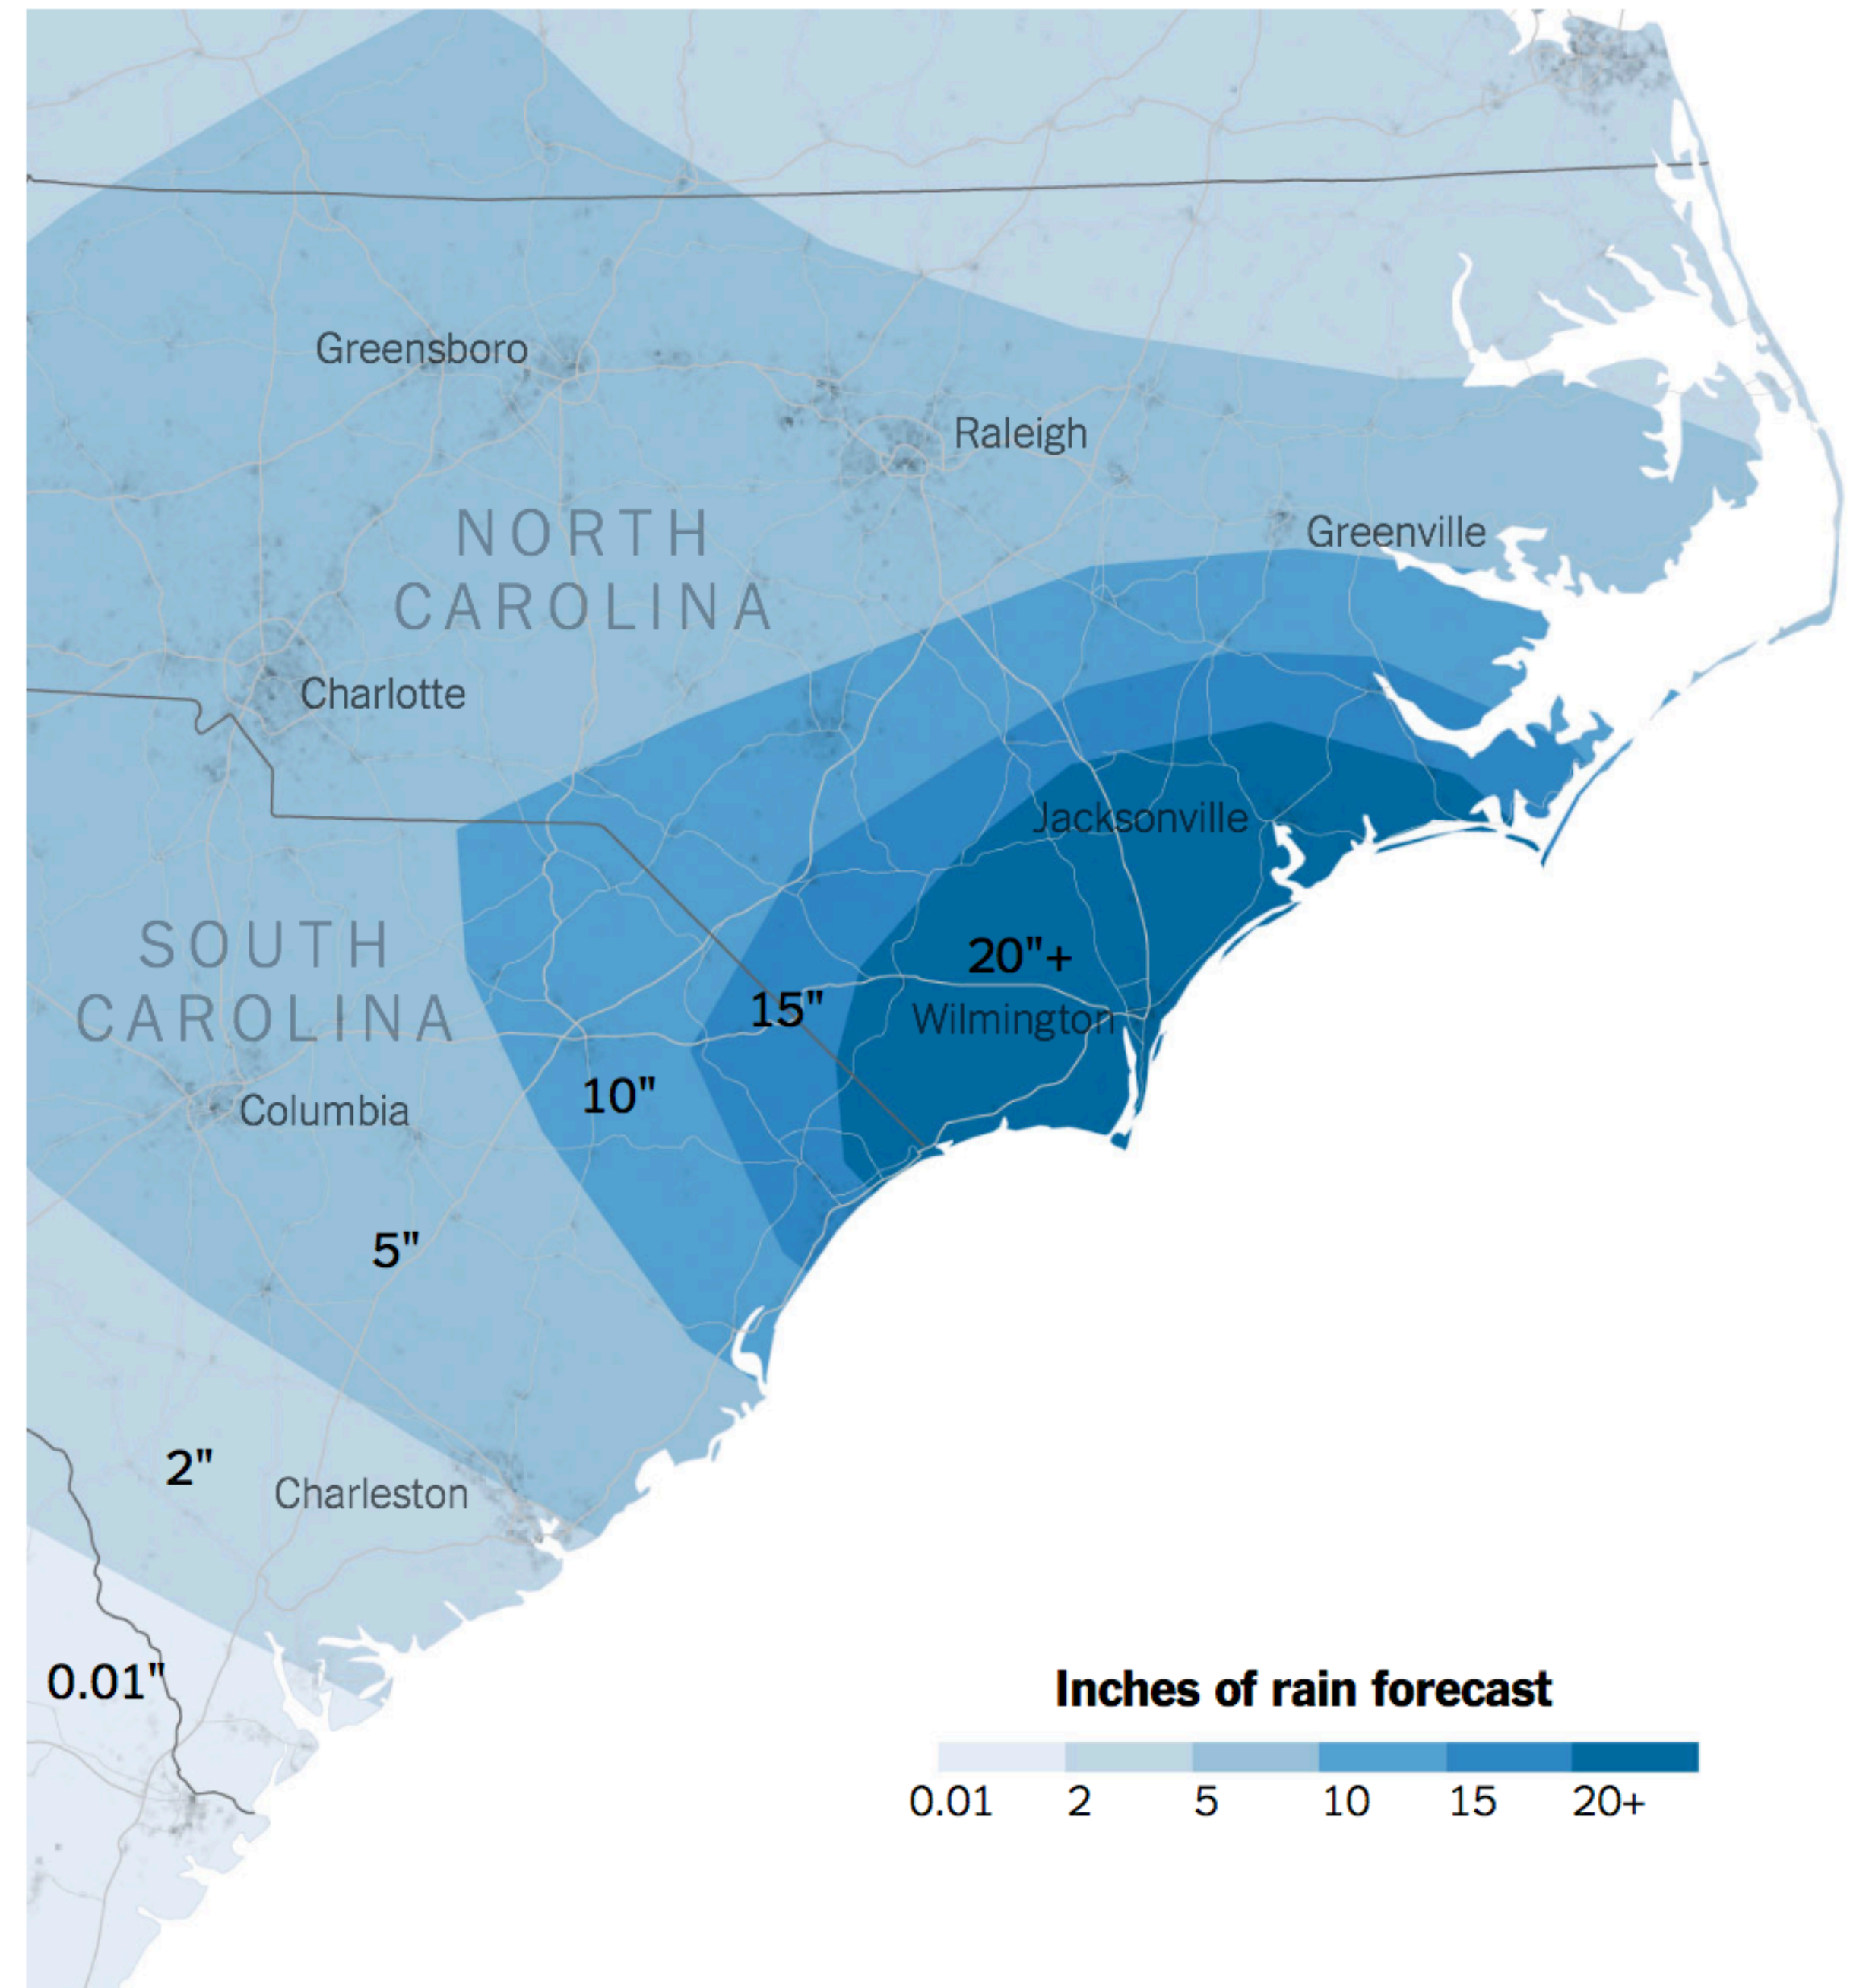 Greensboro
Raleigh
NORTH
CAROLINA
Greenville
Charlotte
Jacksonville
SOUTH
CAROLINA
20"+
15"
Wilmington
10"
Columbia
5"
2"
Charleston
0.01"
Inches of rain forecast
0.01 2 5 10 15 20+